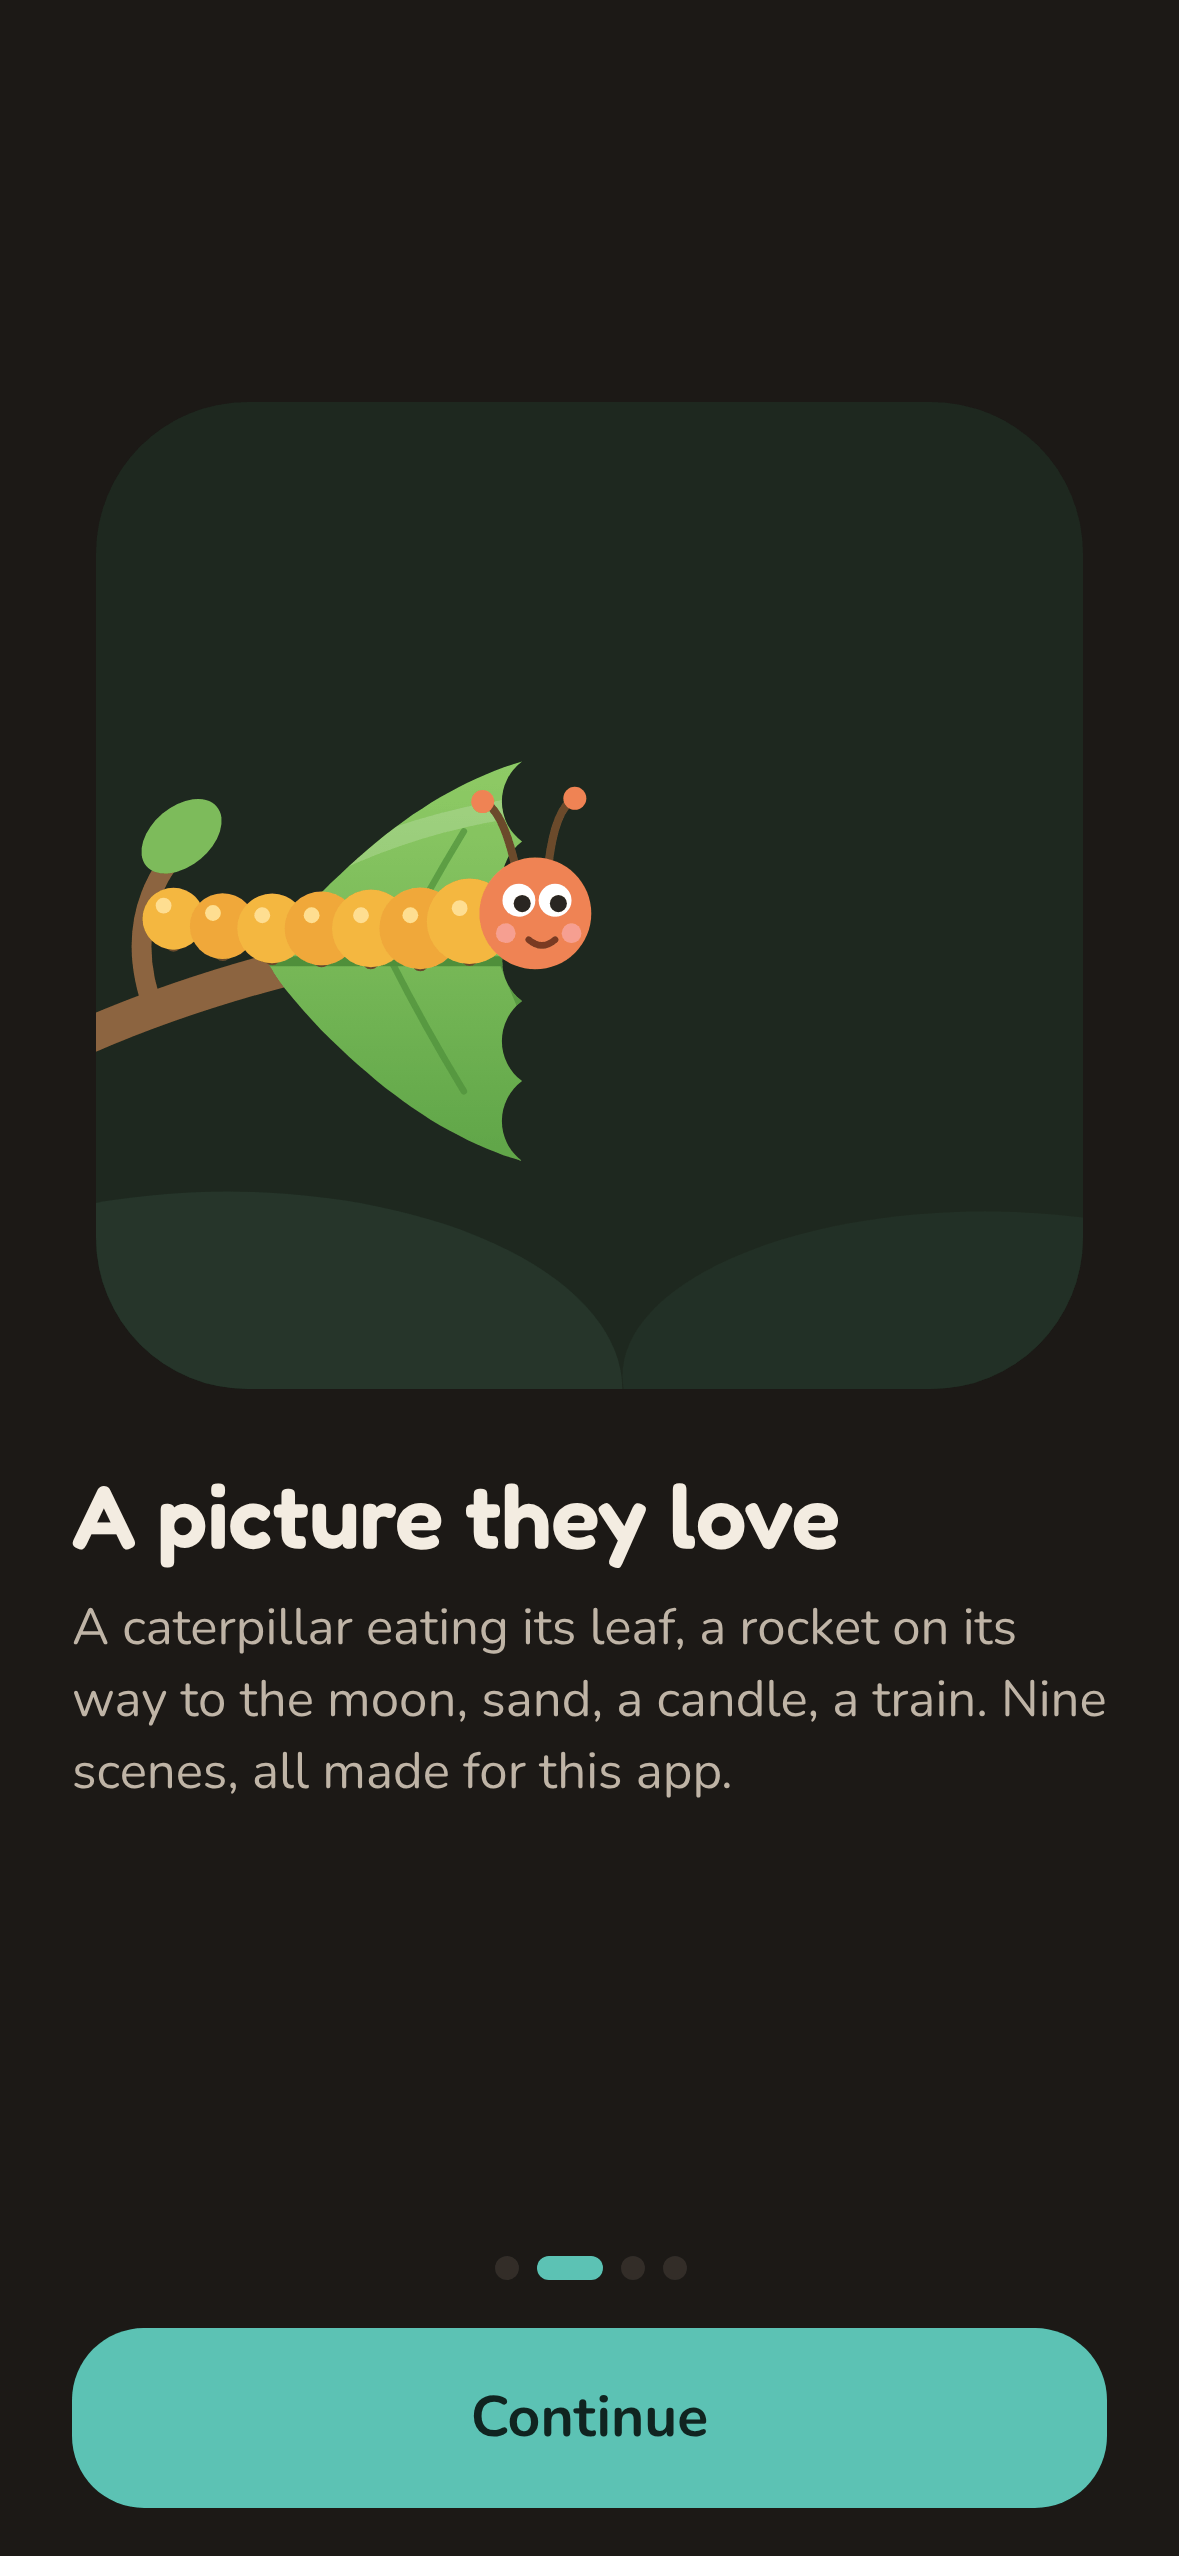 A picture they love
A caterpillar eating its leaf, a rocket on its
way to the moon, sand, a candle, a train. Nine
scenes, all made for this app.
Continue